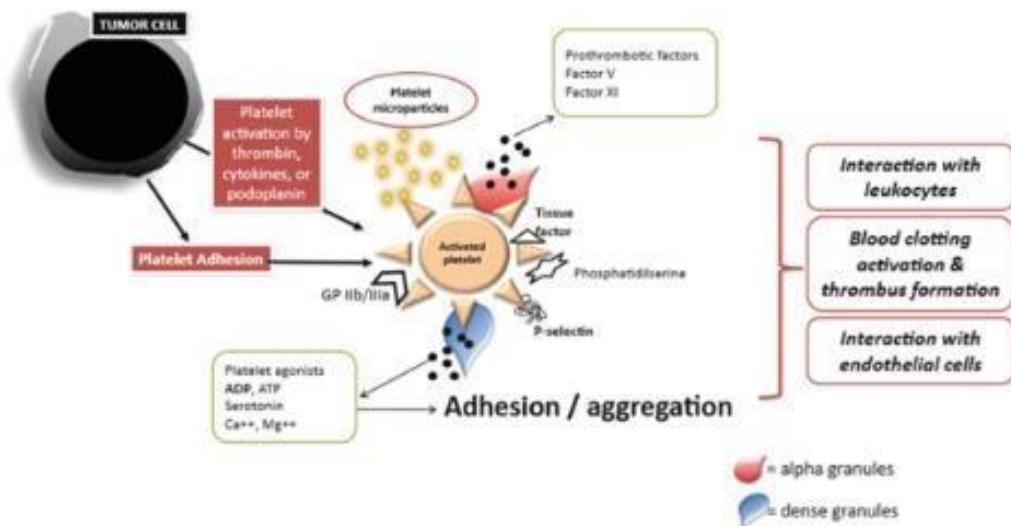 TUMOR CELL
Platelet
activation by
thrombin,
cytokines, or
podoplanin
Platelet Adhesion
Platelet
microparticles
Prothrombotic factors
Factor V
Factor XI
Activated
platelet
Tissue
factor
Phosphatidilserina
P-selectin
GP IIb/IIIa
Platelet agonists
ADP, ATP
Serotonin
Ca++, Mg++
Adhesion / aggregation
Interaction with
leukocytes
Blood clotting
activation &
thrombus formation
Interaction with
endothelial cells
= alpha granules
= dense granules